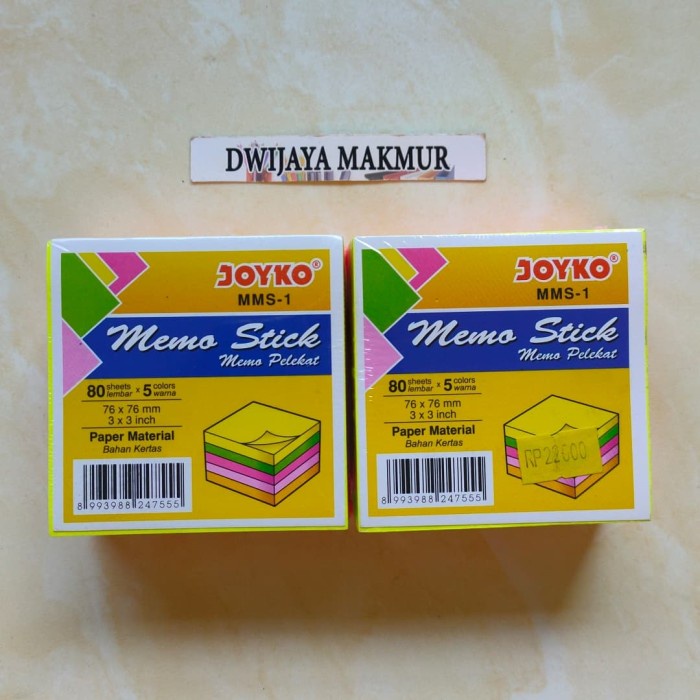 DWIJAYA MAKMUR
JOYKO®
MMS-1
Memo Stick
Memo Pelekat
80 sheets lembar x 5 colors warna
76 x 76 mm
3 x 3 inch
Paper Material
Bahan Kertas
8 993988 247555
JOYKO®
MMS-1
Memo Stick
Memo Pelekat
80 sheets lembar x 5 colors warna
76 x 76 mm
3 x 3 inch
Paper Material
Bahan Kertas
RP22000
8 993988 247555